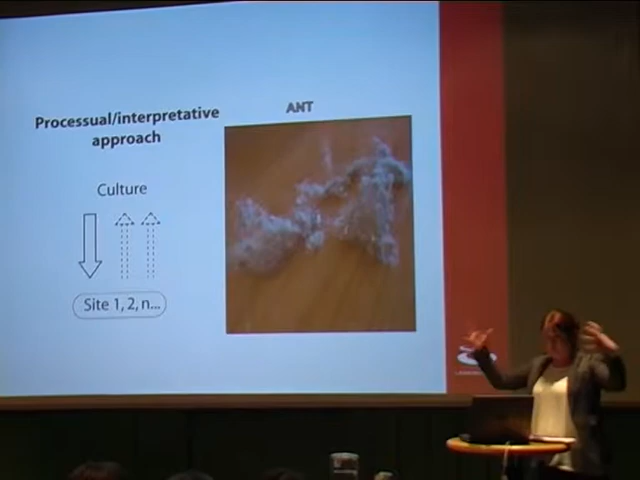 Processual/interpretative
approach
ANT
Culture
Site 1, 2, n...